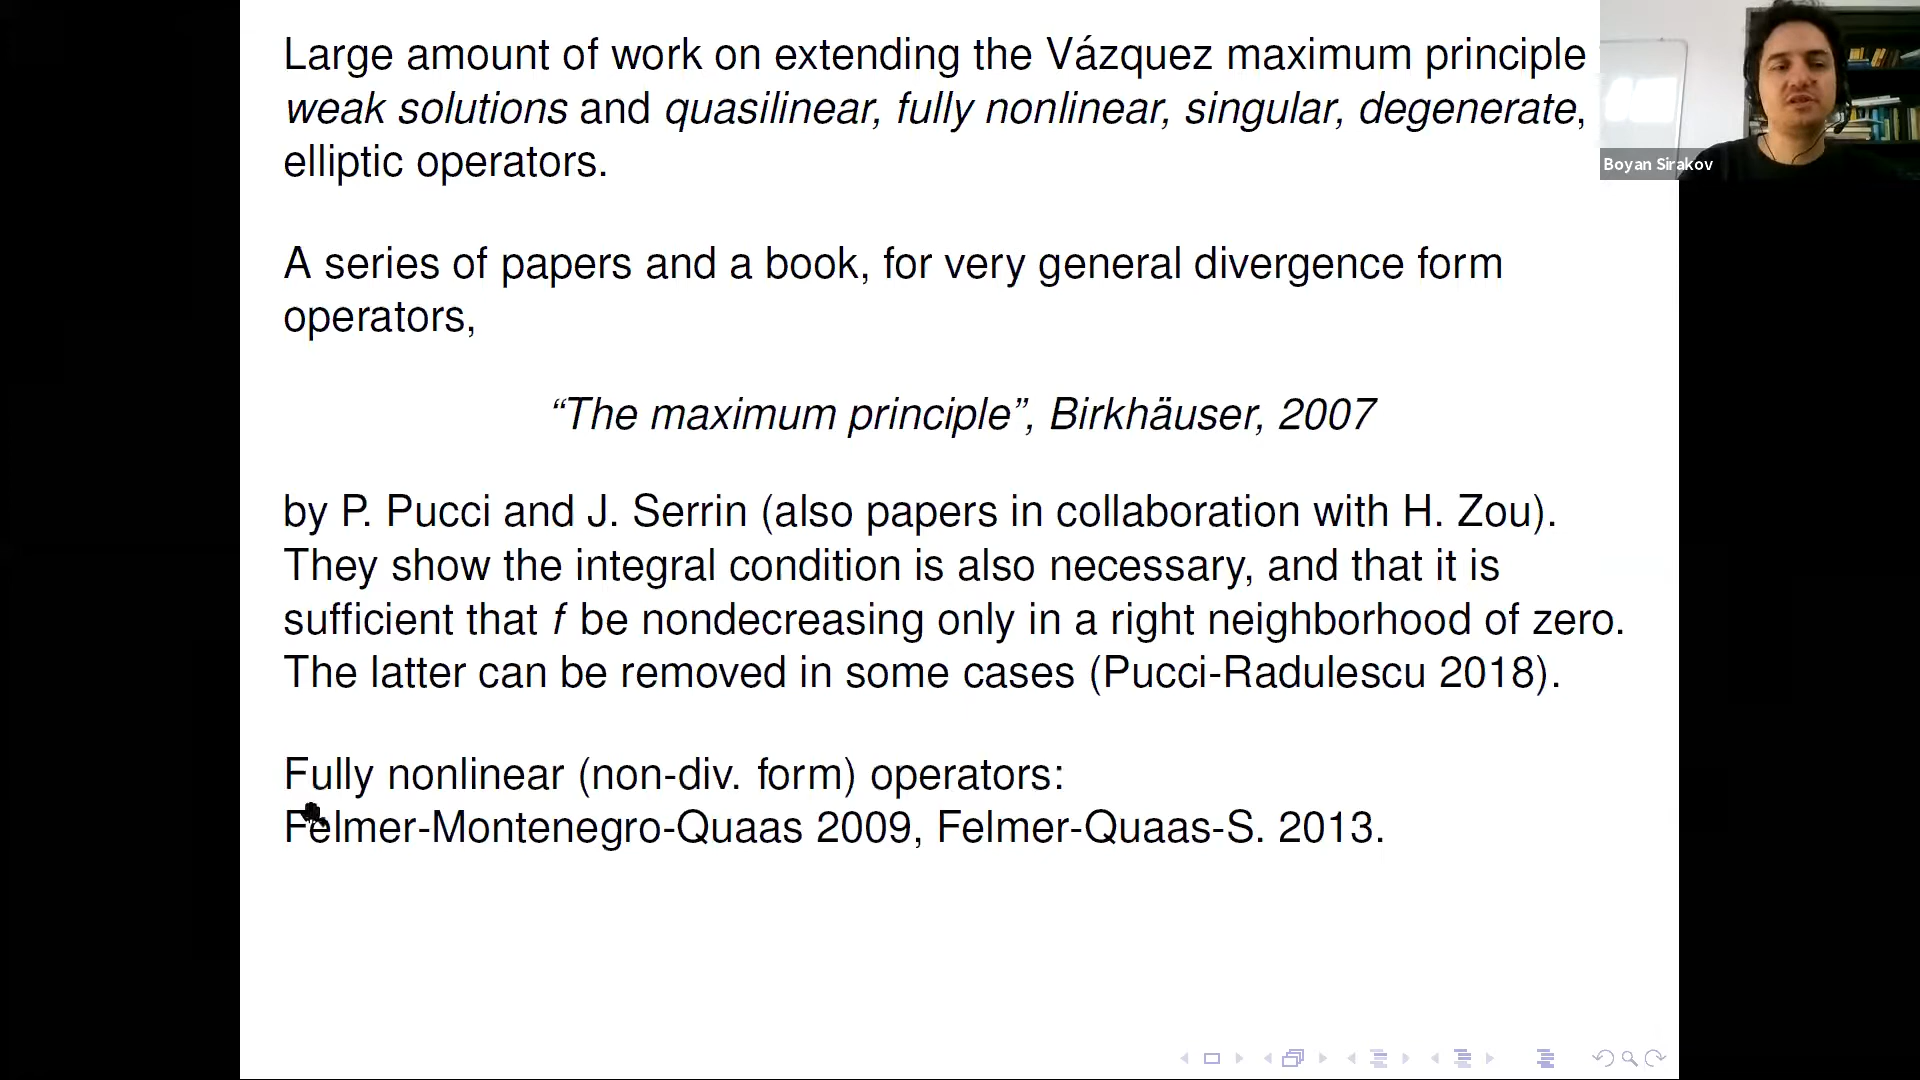 Large amount of work on extending the Vázquez maximum principle
weak solutions and quasilinear, fully nonlinear, singular, degenerate,
elliptic operators.
A series of papers and a book, for very general divergence form
operators,
“The maximum principle”, Birkhäuser, 2007
by P. Pucci and J. Serrin (also papers in collaboration with H. Zou).
They show the integral condition is also necessary, and that it is
sufficient that f be nondecreasing only in a right neighborhood of zero.
The latter can be removed in some cases (Pucci-Radulescu 2018).
Fully nonlinear (non-div. form) operators:
Felmer-Montenegro-Quaas 2009, Felmer-Quaas-S. 2013.
Boyan Sirakov